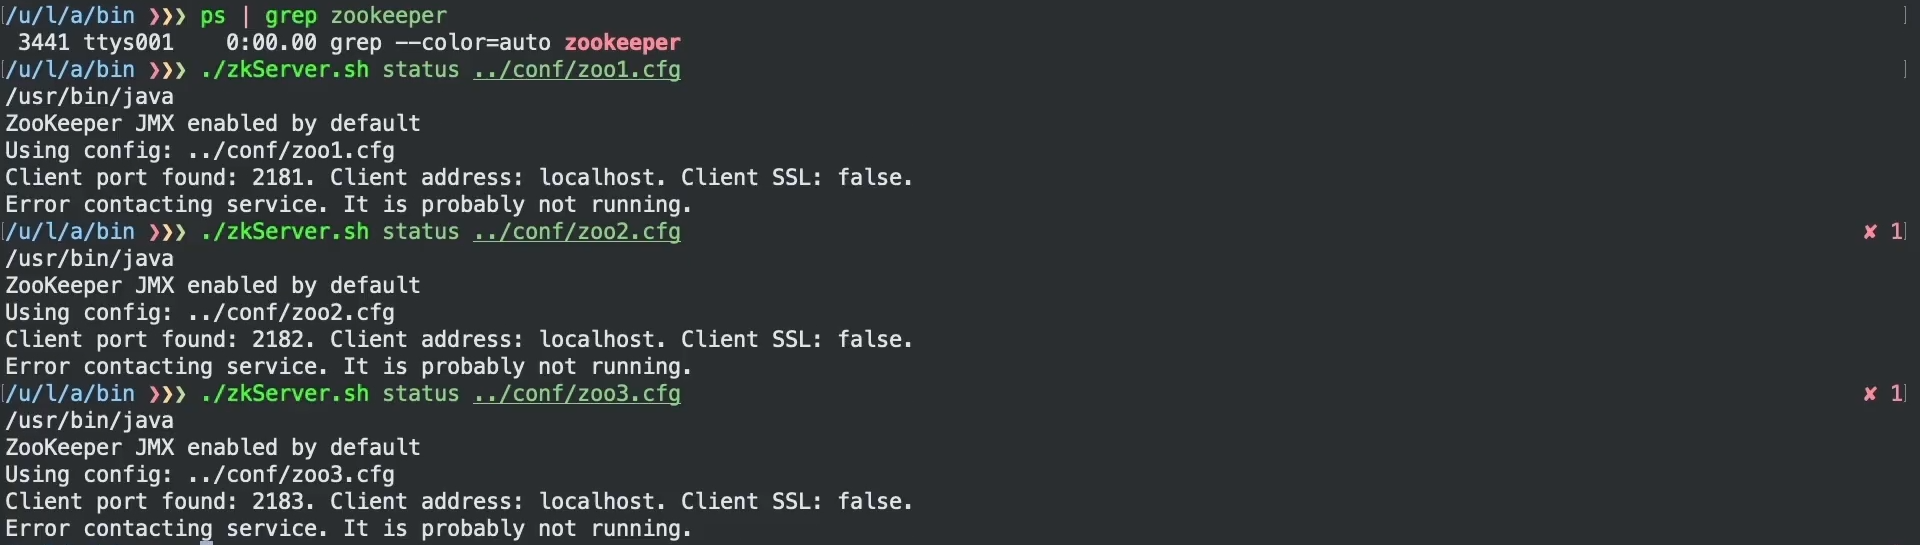 /u/l/a/bin ❯❯❯ ps | grep zookeeper
 3441 ttys001    0:00.00 grep --color=auto zookeeper
/u/l/a/bin ❯❯❯ ./zkServer.sh status ../conf/zoo1.cfg
/usr/bin/java
ZooKeeper JMX enabled by default
Using config: ../conf/zoo1.cfg
Client port found: 2181. Client address: localhost. Client SSL: false.
Error contacting service. It is probably not running.
/u/l/a/bin ❯❯❯ ./zkServer.sh status ../conf/zoo2.cfg ✘ 1
/usr/bin/java
ZooKeeper JMX enabled by default
Using config: ../conf/zoo2.cfg
Client port found: 2182. Client address: localhost. Client SSL: false.
Error contacting service. It is probably not running.
/u/l/a/bin ❯❯❯ ./zkServer.sh status ../conf/zoo3.cfg ✘ 1
/usr/bin/java
ZooKeeper JMX enabled by default
Using config: ../conf/zoo3.cfg
Client port found: 2183. Client address: localhost. Client SSL: false.
Error contacting service. It is probably not running.